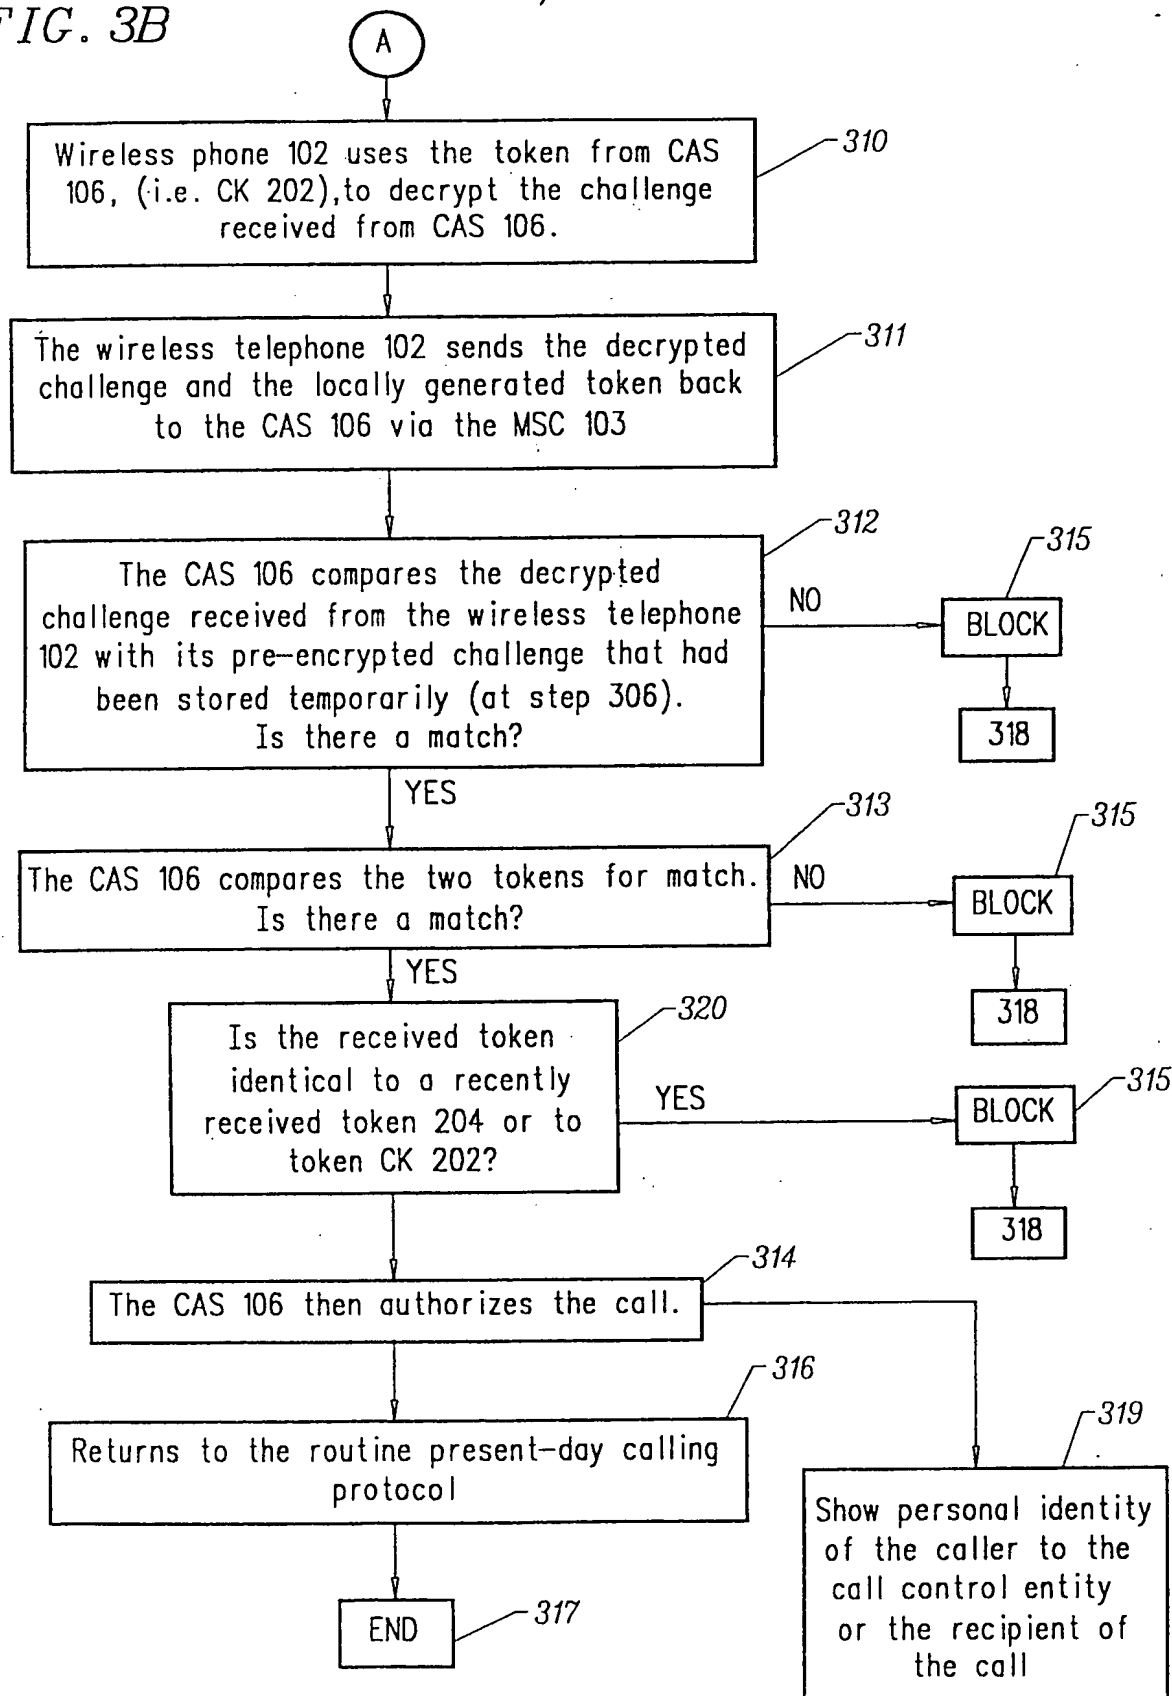 FIG. 3B
A
Wireless phone 102 uses the token from CAS
106, (i.e. CK 202), to decrypt the challenge
received from CAS 106.
310
The wireless telephone 102 sends the decrypted
challenge and the locally generated token back
to the CAS 106 via the MSC 103
311
The CAS 106 compares the decrypted
challenge received from the wireless telephone
102 with its pre-encrypted challenge that had
been stored temporarily (at step 306).
Is there a match?
312
NO
315
BLOCK
318
YES
The CAS 106 compares the two tokens for match.
Is there a match?
313
NO
315
BLOCK
318
YES
Is the received token
identical to a recently
received token 204 or to
token CK 202?
320
YES
315
BLOCK
318
The CAS 106 then authorizes the call.
314
Returns to the routine present-day calling
protocol
316
END
317
319
Show personal identity
of the caller to the
call control entity
or the recipient of
the call